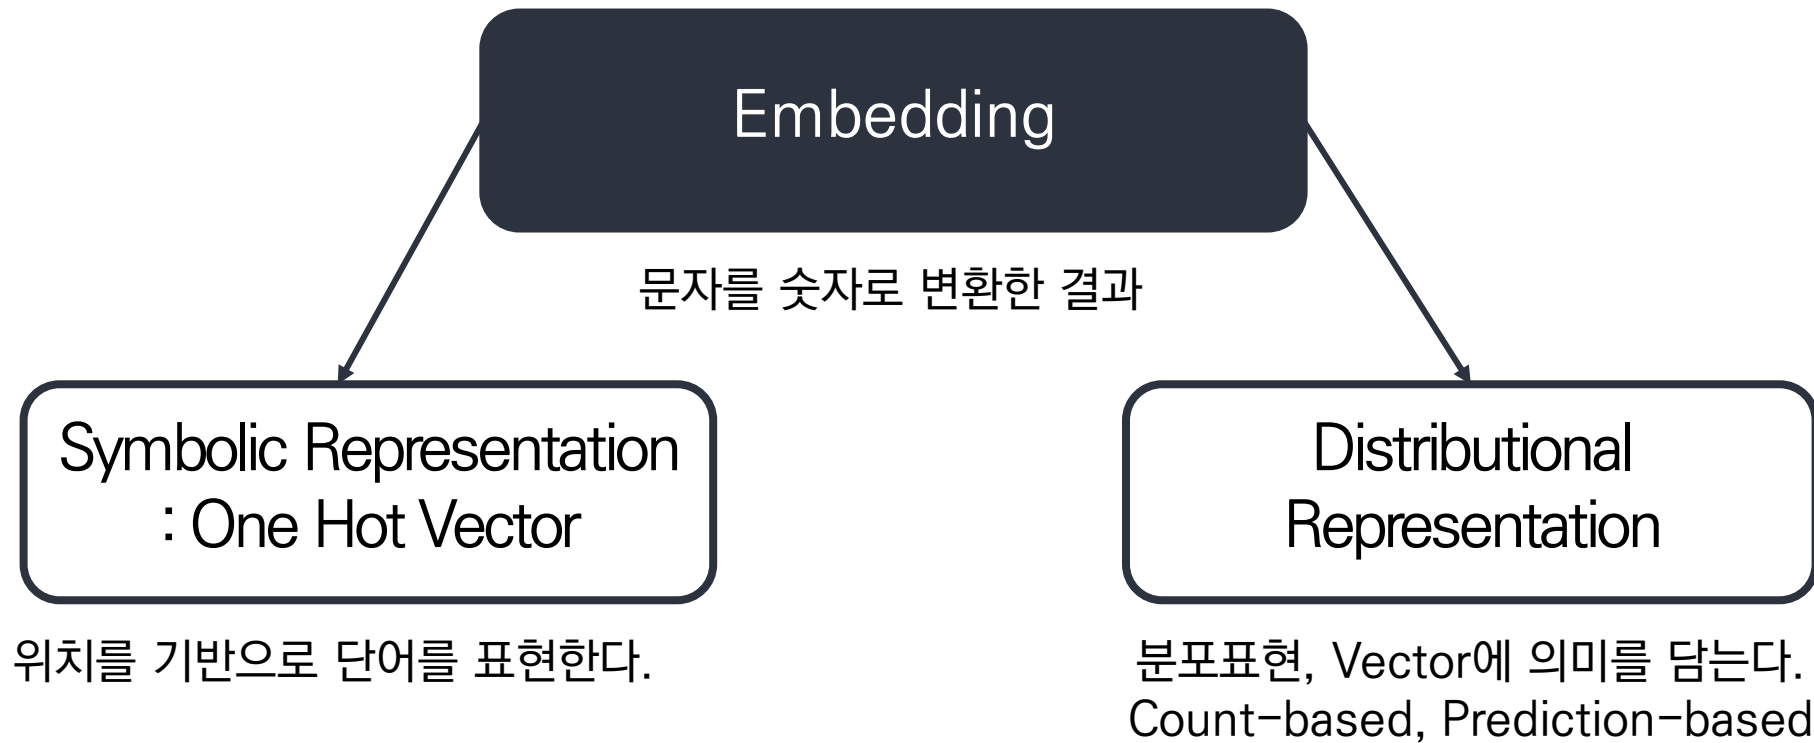 Embedding
문자를 숫자로 변환한 결과
Symbolic Representation
: One Hot Vector
위치를 기반으로 단어를 표현한다.
Distributional
Representation
분포표현, Vector에 의미를 담는다.
Count-based, Prediction-based